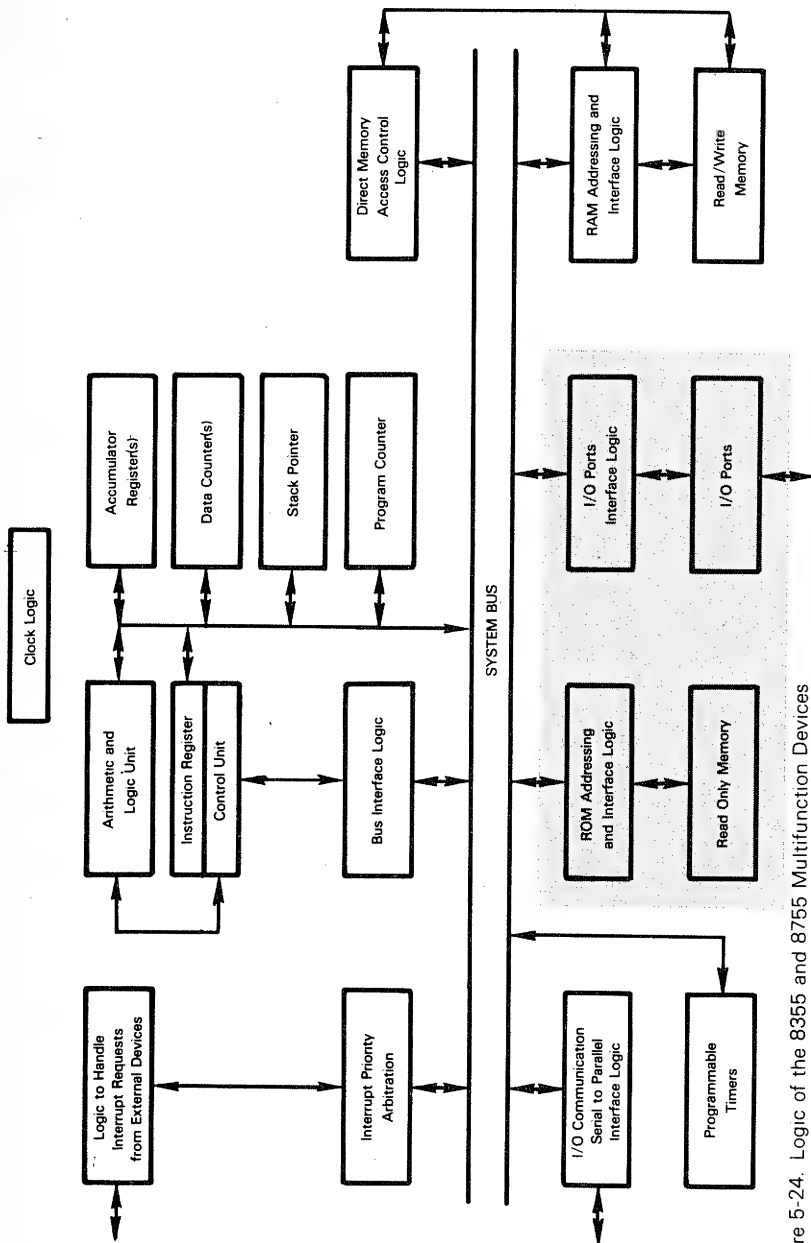 Clock Logic
Logic to Handle
Interrupt Requests
from External Devices
Arithmetic and
Logic Unit
Accumulator
Register(s)
Direct Memory
Access Control
Logic
Instruction Register
Control Unit
Data Counter(s)
Stack Pointer
Interrupt Priority
Arbitration
Bus Interface Logic
Program Counter
SYSTEM BUS
I/O Communication
Serial to Parallel
Interface Logic
ROM Addressing
and Interface Logic
I/O Ports
Interface Logic
RAM Addressing and
Interface Logic
Programmable
Timers
Read Only Memory
I/O Ports
Read/Write
Memory
re 5-24. Logic of the 8355 and 8755 Multifunction Devices